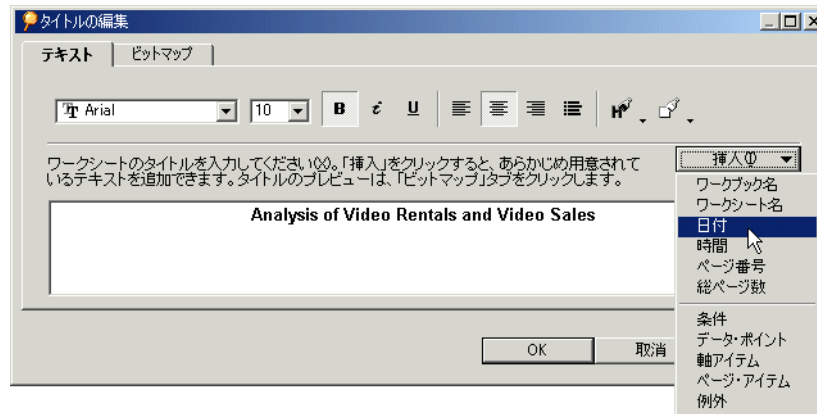 タイトルの編集
テキスト ビットマップ
Arial 10 B i U
ワークシートのタイトルを入力してください(X)。「挿入」をクリックすると、あらかじめ用意されて
いるテキストを追加できます。タイトルのプレビューは、「ビットマップ」タブをクリックします。
挿入(I)
Analysis of Video Rentals and Video Sales
ワークブック名
ワークシート名
日付
時間
ページ番号
総ページ数
条件
データ・ポイント
軸アイテム
ページ・アイテム
例外
OK 取消